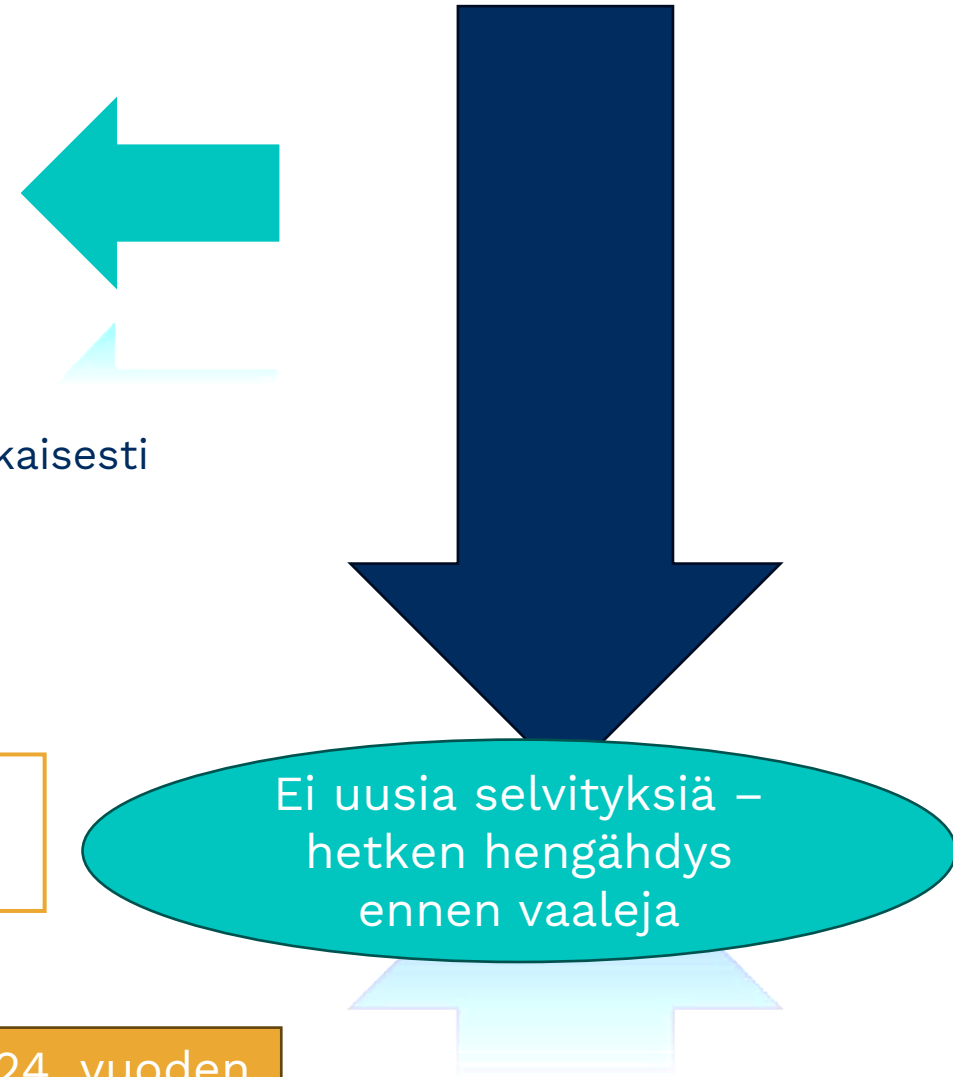 kaisesti
Ei uusia selvityksiä –
hetken hengähdys
ennen vaaleja
24 vuoden